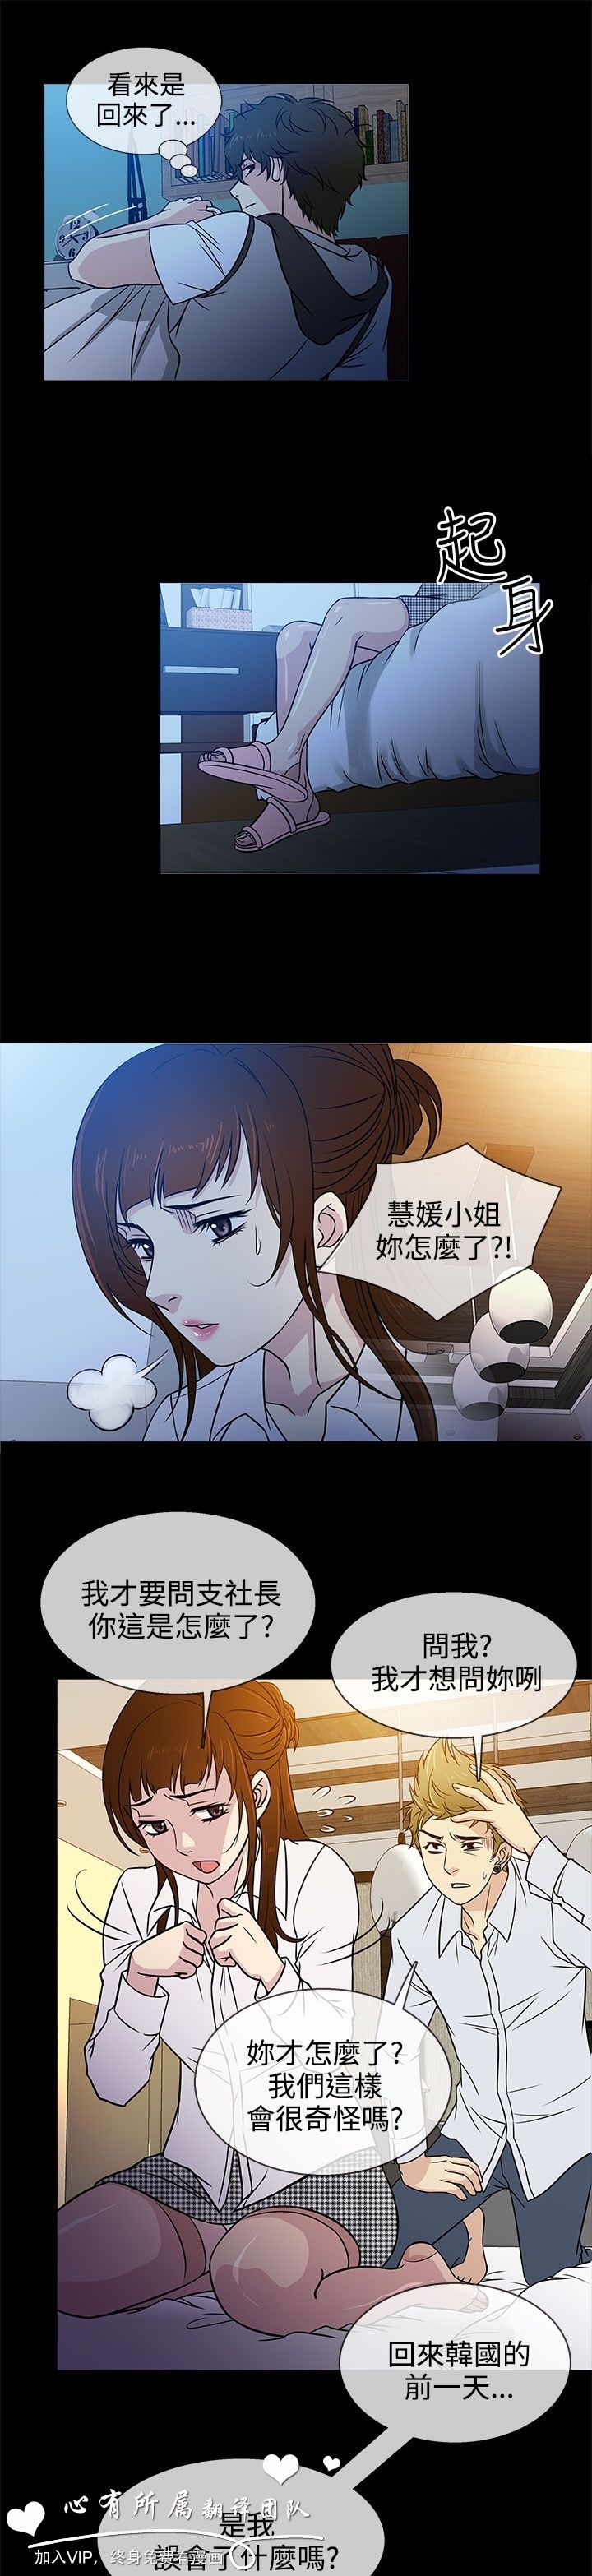 看來是
回來了...
12
3
6
9
起
身
慧媛小姐
妳怎麼了?!
我才要問支社長
你這是怎麼了?
問我?
我才想問妳咧
妳才怎麼了?
我們這樣
會很奇怪嗎?
回來韓國的
前一天...
心有所属翻译团队
是我
誤會了什麼嗎?
加入VIP，终身免费看漫画